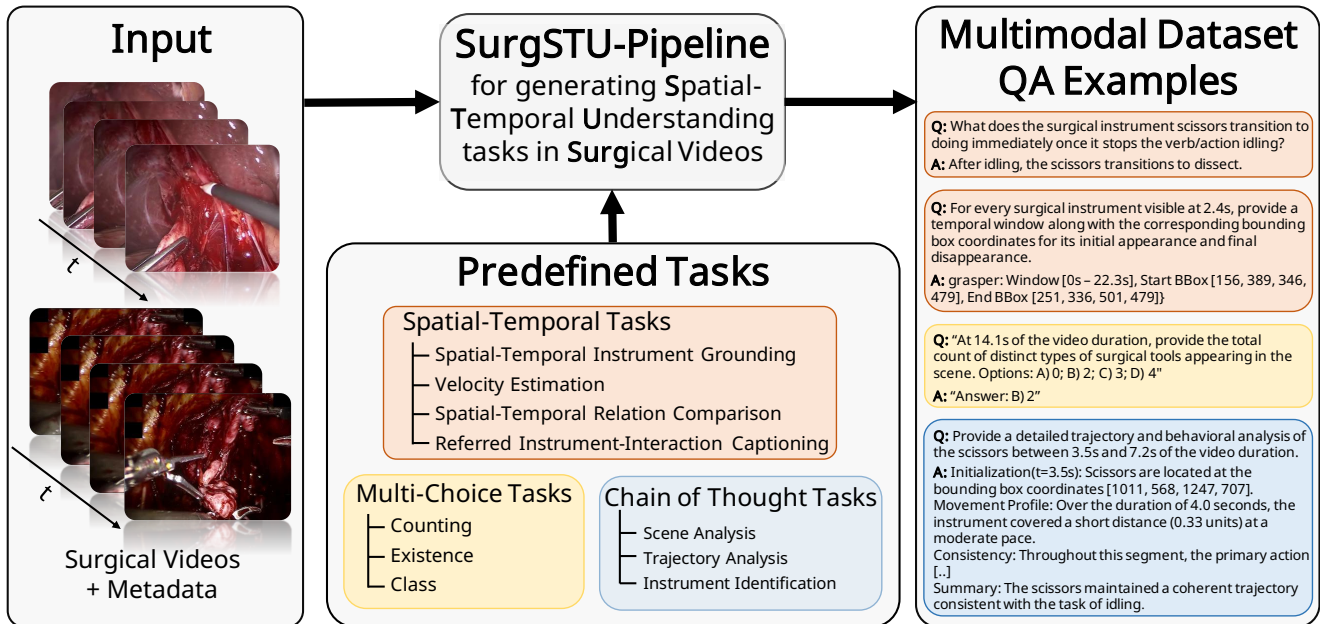 Input
t
t
Surgical Videos
+ Metadata
SurgSTU-Pipeline
for generating Spatial-
Temporal Understanding
tasks in Surgical Videos
Predefined Tasks
Spatial-Temporal Tasks
Spatial-Temporal Instrument Grounding
Velocity Estimation
Spatial-Temporal Relation Comparison
Referred Instrument-Interaction Captioning
Multi-Choice Tasks
Counting
Existence
Class
Chain of Thought Tasks
Scene Analysis
Trajectory Analysis
Instrument Identification
Multimodal Dataset
QA Examples
Q: What does the surgical instrument scissors transition to
doing immediately once it stops the verb/action idling?
A: After idling, the scissors transitions to dissect.
Q: For every surgical instrument visible at 2.4s, provide a
temporal window along with the corresponding bounding
box coordinates for its initial appearance and final
disappearance.
A: grasper: Window [0s – 22.3s], Start BBox [156, 389, 346,
479], End BBox [251, 336, 501, 479]}
Q: “At 14.1s of the video duration, provide the total
count of distinct types of surgical tools appearing in the
scene. Options: A) 0; B) 2; C) 3; D) 4"
A: “Answer: B) 2”
Q: Provide a detailed trajectory and behavioral analysis of
the scissors between 3.5s and 7.2s of the video duration.
A: Initialization(t=3.5s): Scissors are located at the
bounding box coordinates [1011, 568, 1247, 707].
Movement Profile: Over the duration of 4.0 seconds, the
instrument covered a short distance (0.33 units) at a
moderate pace.
Consistency: Throughout this segment, the primary action
[..]
Summary: The scissors maintained a coherent trajectory
consistent with the task of idling.